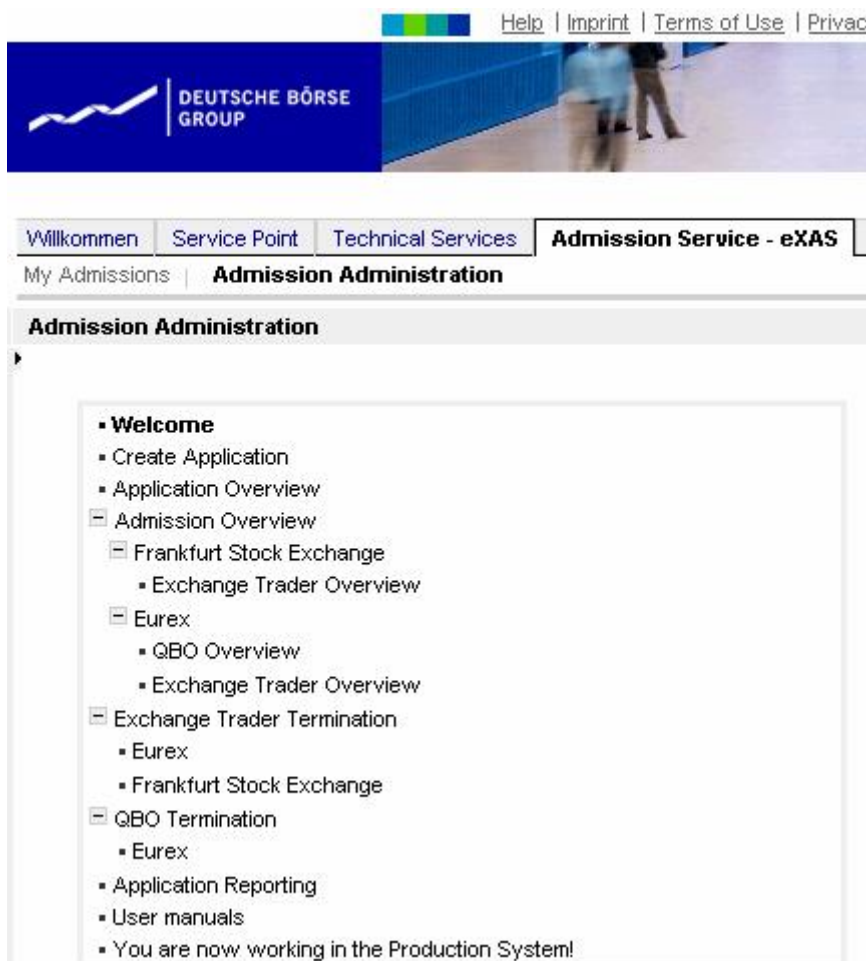 Help | Imprint | Terms of Use | Privac
DEUTSCHE BÖRSE
GROUP
Willkommen Service Point Technical Services Admission Service - eXAS
My Admissions | Admission Administration
Admission Administration
Welcome
Create Application
Application Overview
Admission Overview
Frankfurt Stock Exchange
Exchange Trader Overview
Eurex
QBO Overview
Exchange Trader Overview
Exchange Trader Termination
Eurex
Frankfurt Stock Exchange
QBO Termination
Eurex
Application Reporting
User manuals
You are now working in the Production System!